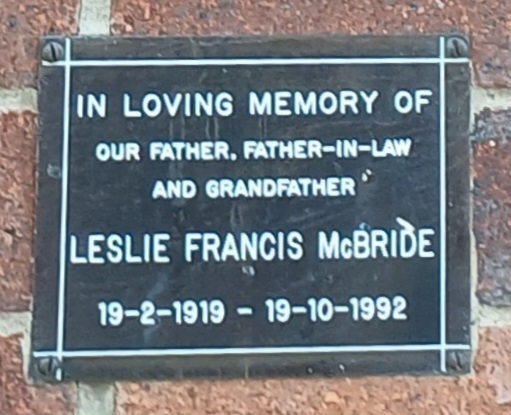 IN LOVING MEMORY OF
OUR FATHER, FATHER-IN-LAW
AND GRANDFATHER
LESLIE FRANCIS McBRIDE
19-2-1919 - 19-10-1992